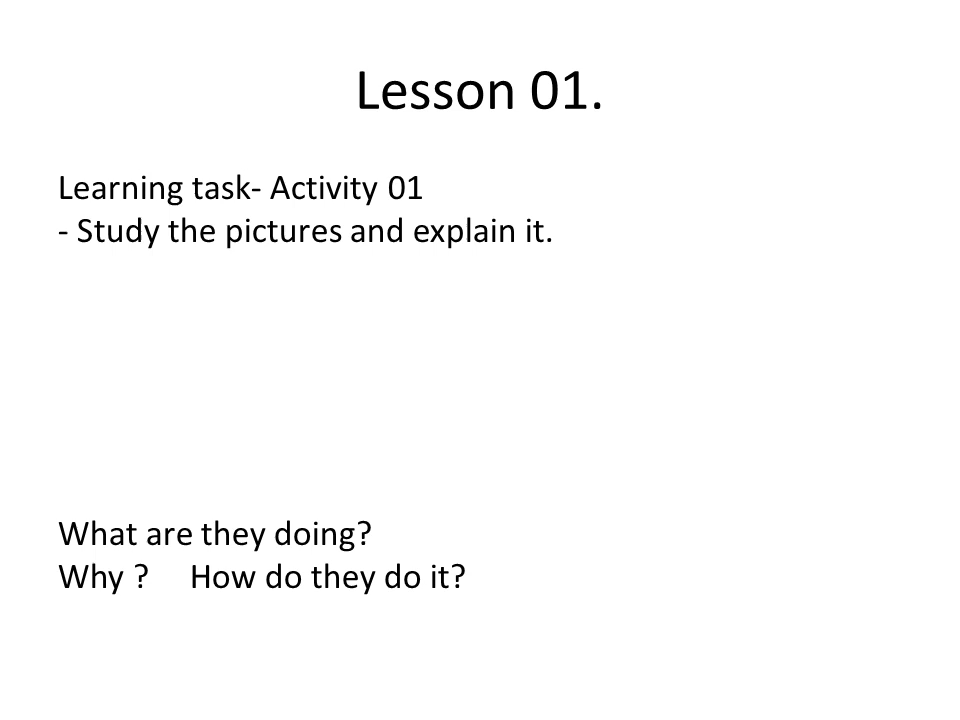 Lesson 01.
Learning task- Activity 01
- Study the pictures and explain it.
What are they doing?
Why ?    How do they do it?